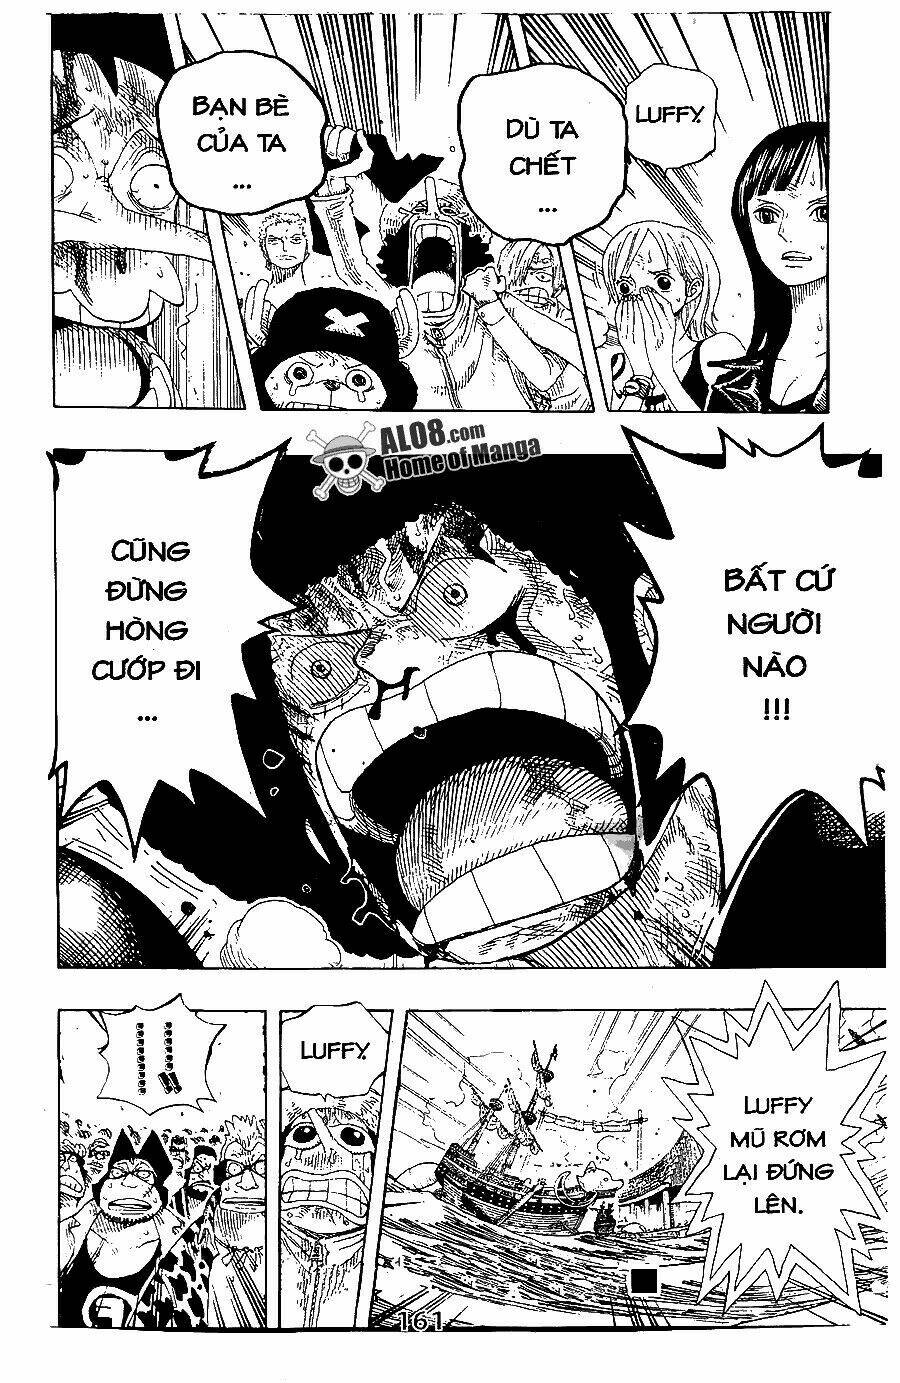 LUFFY.
DÙ TA
CHẾT
...
BẠN BÈ
CỦA TA
...
AL08.com
Home of Manga
BẤT CỨ
NGƯỜI
NÀO
!!!
CŨNG
ĐỪNG
HÒNG
CƯỚP ĐI
...
LUFFY
MŨ RƠM
LẠI ĐỨNG
LÊN.
LUFFY.
161